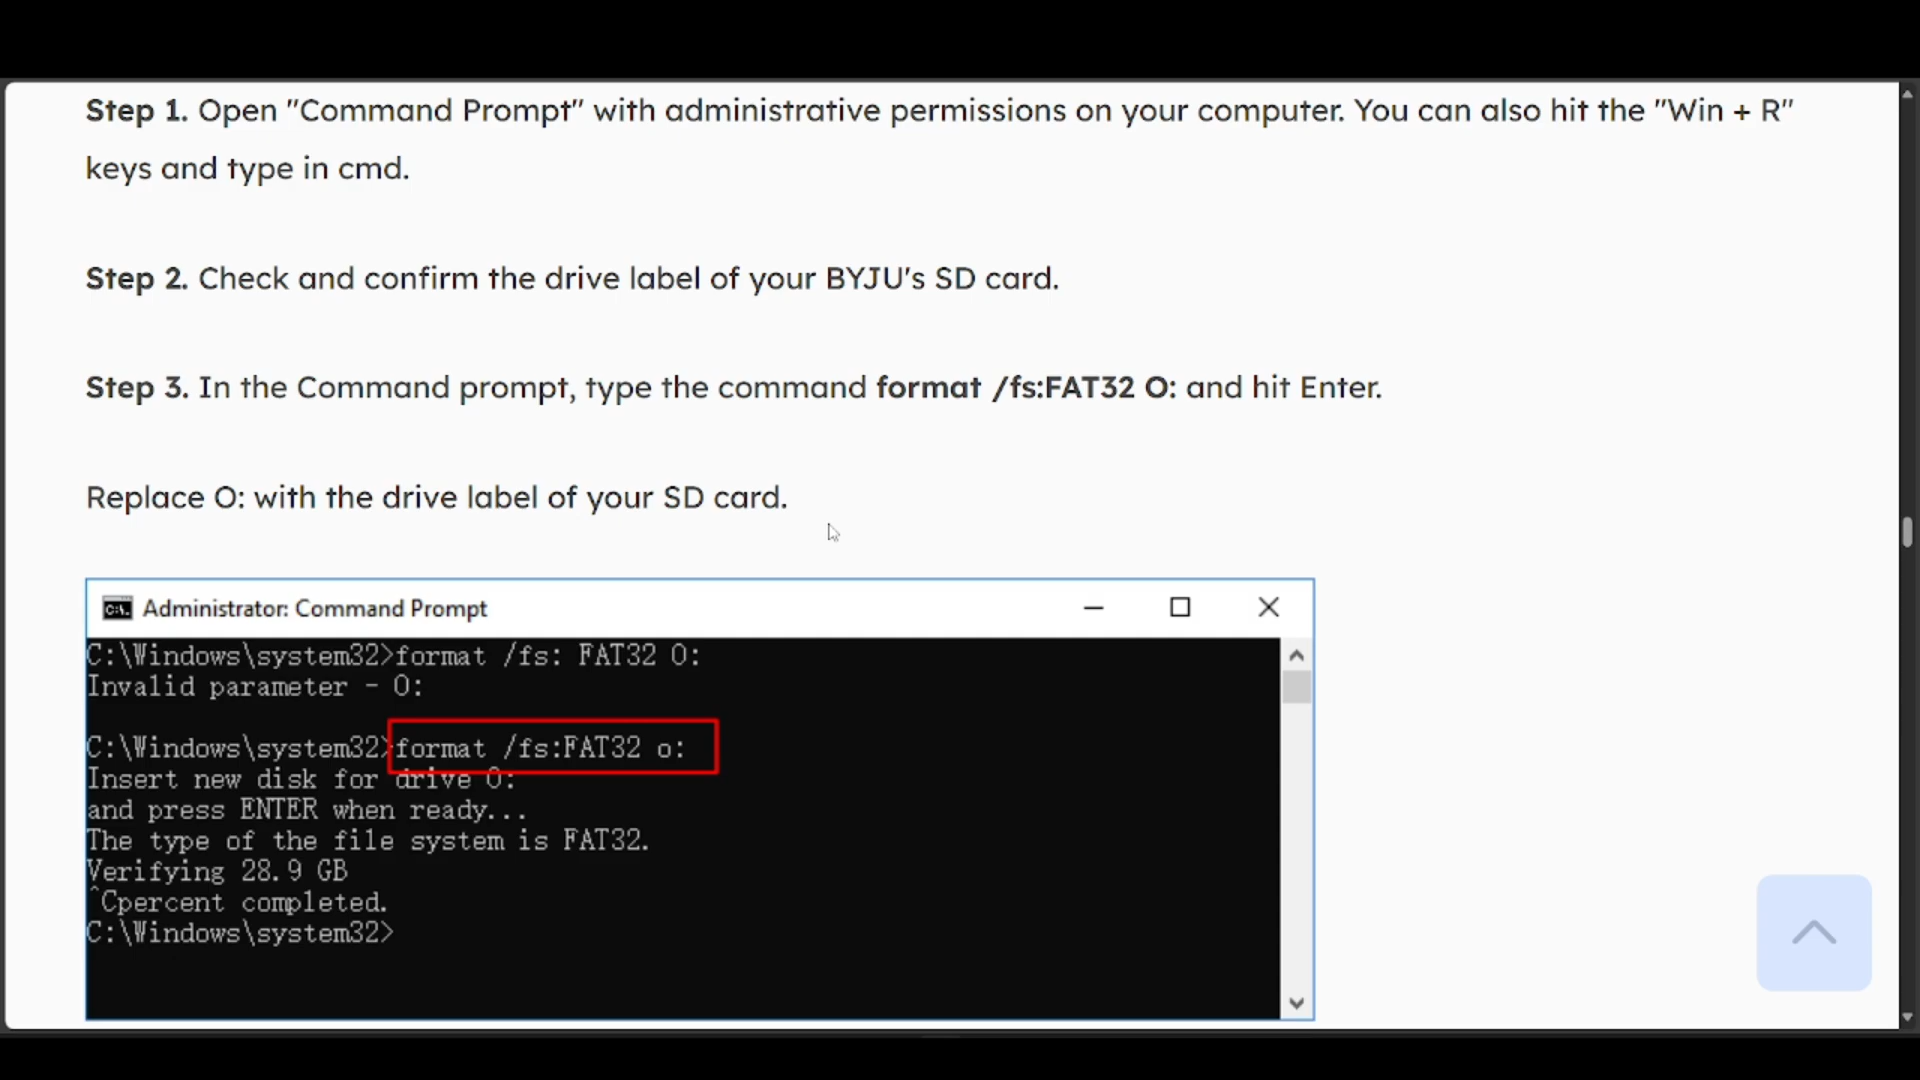 Step 1. Open "Command Prompt" with administrative permissions on your computer. You can also hit the "Win + R"
keys and type in cmd.
Step 2. Check and confirm the drive label of your BYJU's SD card.
Step 3. In the Command prompt, type the command format /fs:FAT32 O: and hit Enter.
Replace O: with the drive label of your SD card.
Administrator: Command Prompt
C:\Windows\system32>format /fs: FAT32 O:
Invalid parameter - O:
C:\Windows\system32>format /fs:FAT32 o:
Insert new disk for drive O:
and press ENTER when ready...
The type of the file system is FAT32.
Verifying 28.9 GB
^Cpercent completed.
C:\Windows\system32>